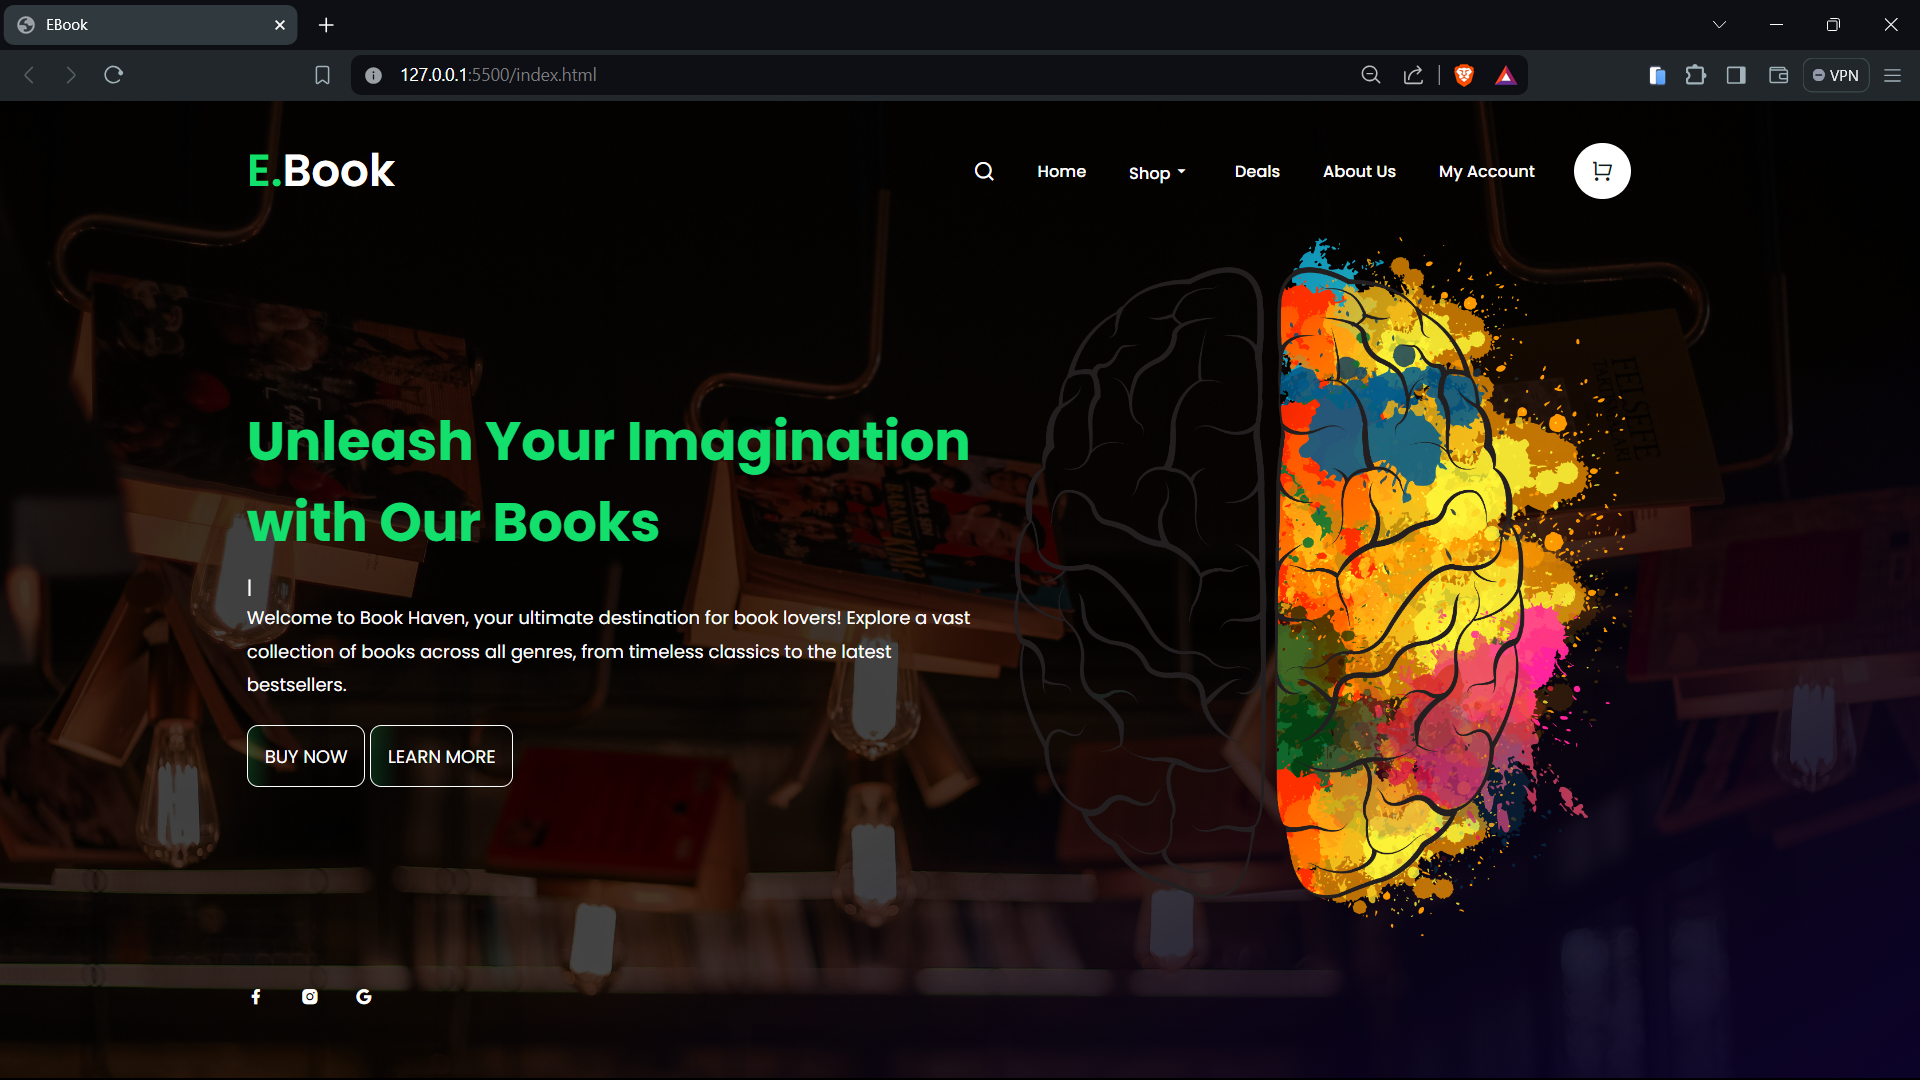 EBook
127.0.0.1:5500/index.html
VPN
E.Book
Home
Shop
Deals
About Us
My Account
Unleash Your Imagination
with Our Books
|
Welcome to Book Haven, your ultimate destination for book lovers! Explore a vast
collection of books across all genres, from timeless classics to the latest
bestsellers.
BUY NOW
LEARN MORE